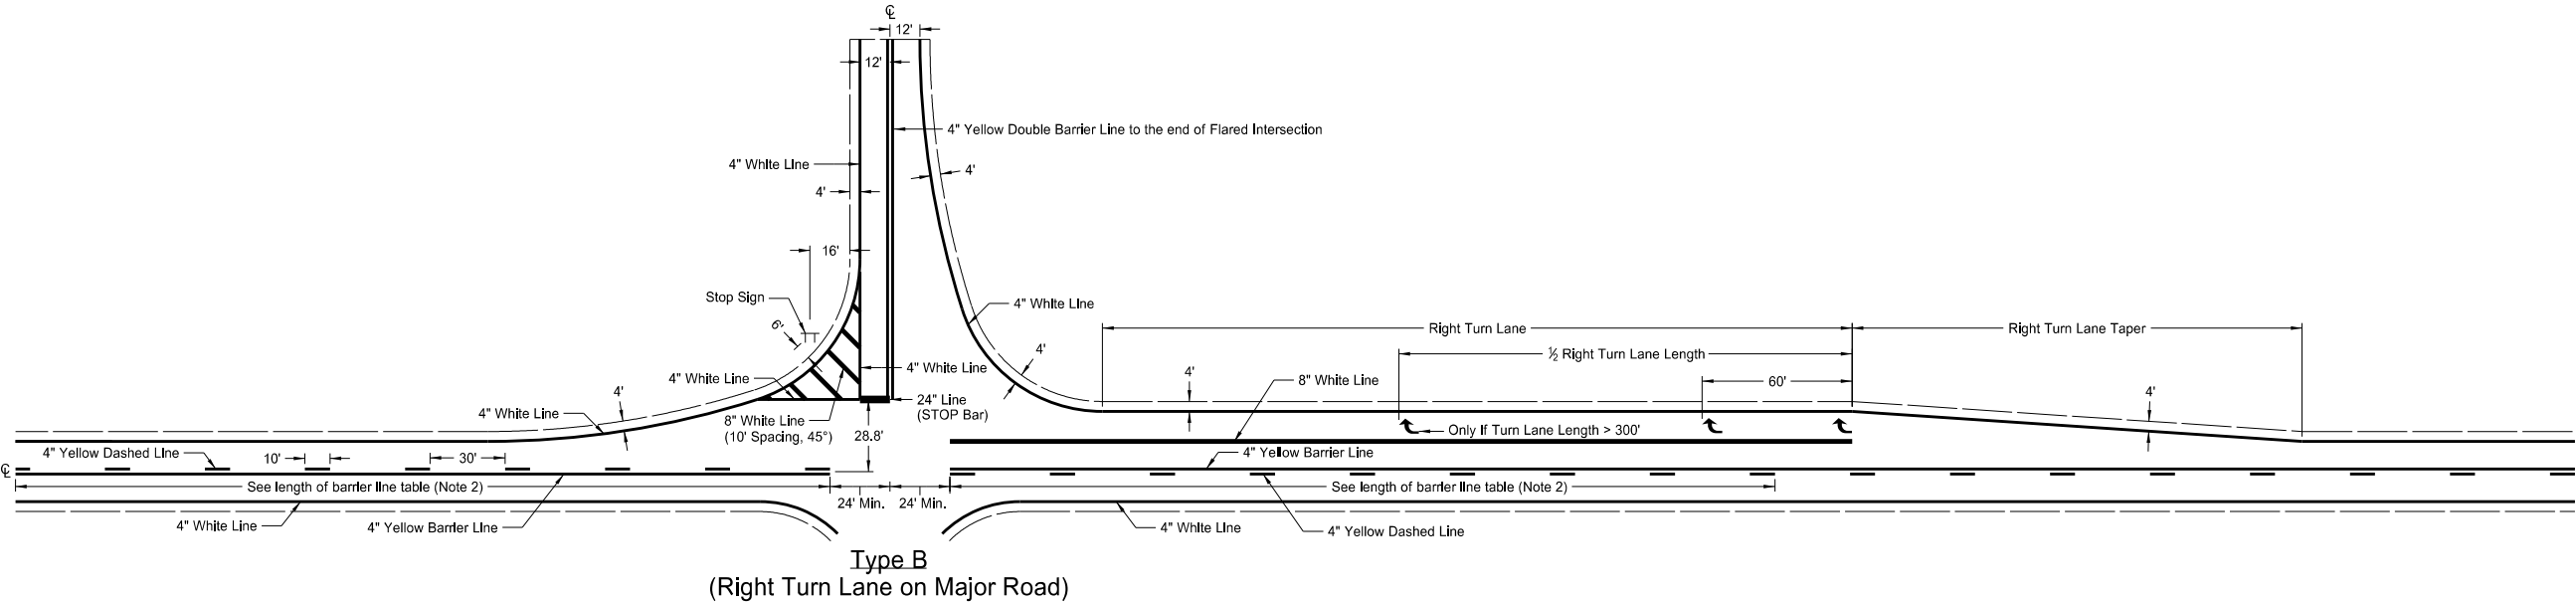 ℄
12'
12'
4" Yellow Double Barrier Line to the end of Flared Intersection
4" White Line
4'
4'
16'
Stop Sign
6'
4" White Line
Right Turn Lane
Right Turn Lane Taper
4'
½ Right Turn Lane Length
4" White Line
4" White Line
4'
8" White Line
60'
4'
4'
24" Line
(STOP Bar)
4" White Line
8" White Line
(10' Spacing, 45°)
28.8'
Only If Turn Lane Length > 300'
℄
4" Yellow Dashed Line
10'
30'
4" Yellow Barrier Line
See length of barrier line table (Note 2)
See length of barrier line table (Note 2)
24' Min.
24' Min.
4" White Line
4" Yellow Barrier Line
4" White Line
4" Yellow Dashed Line
Type B
(Right Turn Lane on Major Road)